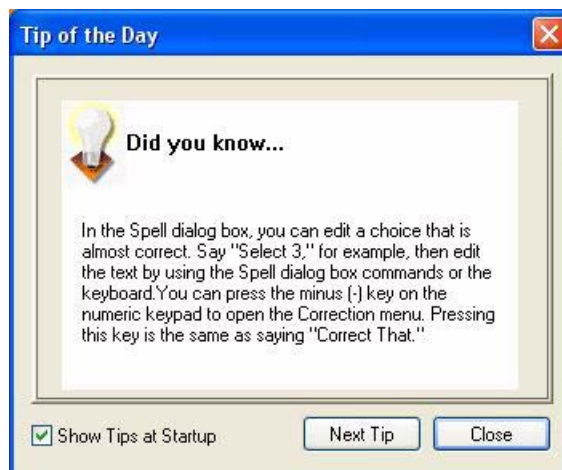 Tip of the Day
Did you know...
In the Spell dialog box, you can edit a choice that is
almost correct. Say "Select 3," for example, then edit
the text by using the Spell dialog box commands or the
keyboard.You can press the minus (-) key on the
numeric keypad to open the Correction menu. Pressing
this key is the same as saying "Correct That."
Show Tips at Startup
Next Tip
Close